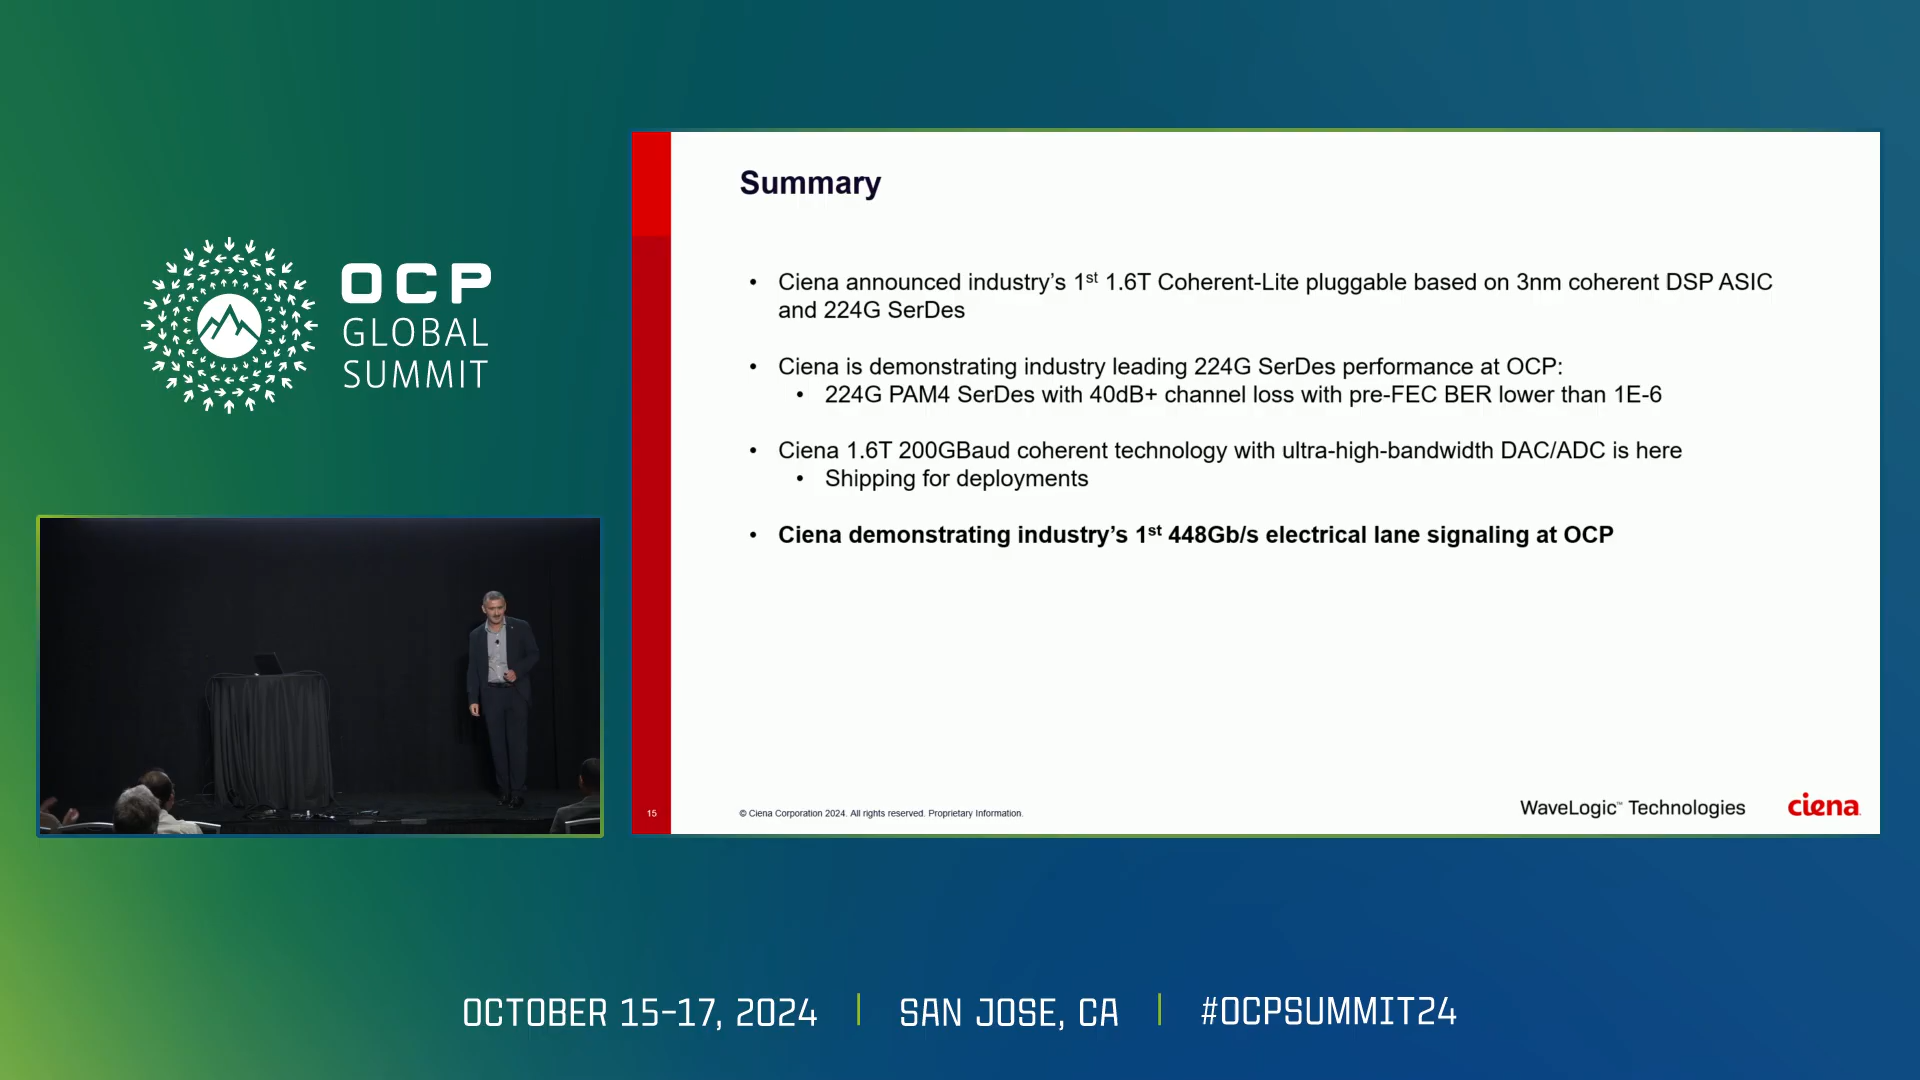 OCP
GLOBAL
SUMMIT
Summary
• Ciena announced industry’s 1st 1.6T Coherent-Lite pluggable based on 3nm coherent DSP ASIC
and 224G SerDes
• Ciena is demonstrating industry leading 224G SerDes performance at OCP:
• 224G PAM4 SerDes with 40dB+ channel loss with pre-FEC BER lower than 1E-6
• Ciena 1.6T 200GBaud coherent technology with ultra-high-bandwidth DAC/ADC is here
• Shipping for deployments
• Ciena demonstrating industry’s 1st 448Gb/s electrical lane signaling at OCP
15
© Ciena Corporation 2024. All rights reserved. Proprietary Information.
WaveLogic™ Technologies
ciena
OCTOBER 15-17, 2024 | SAN JOSE, CA | #OCPSUMMIT24